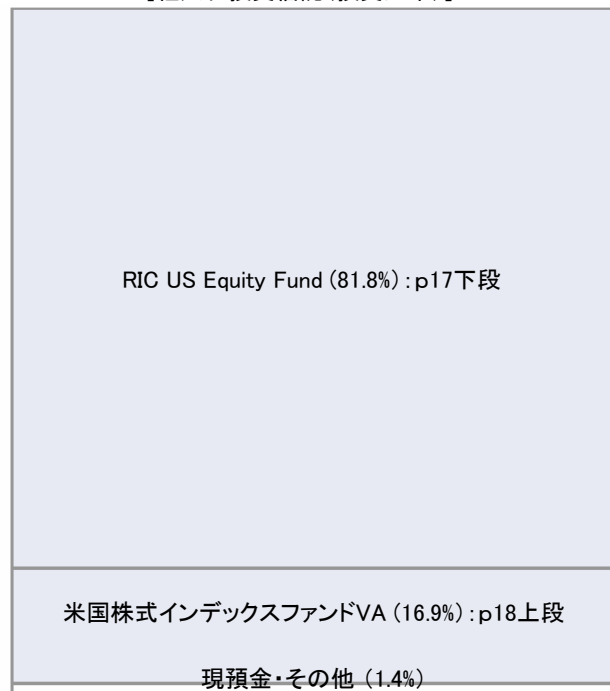 RIC US Equity Fund (81.8%) : p17下段
米国株式インデックスファンドVA (16.9%) : p18上段
現預金・その他 (1.4%)